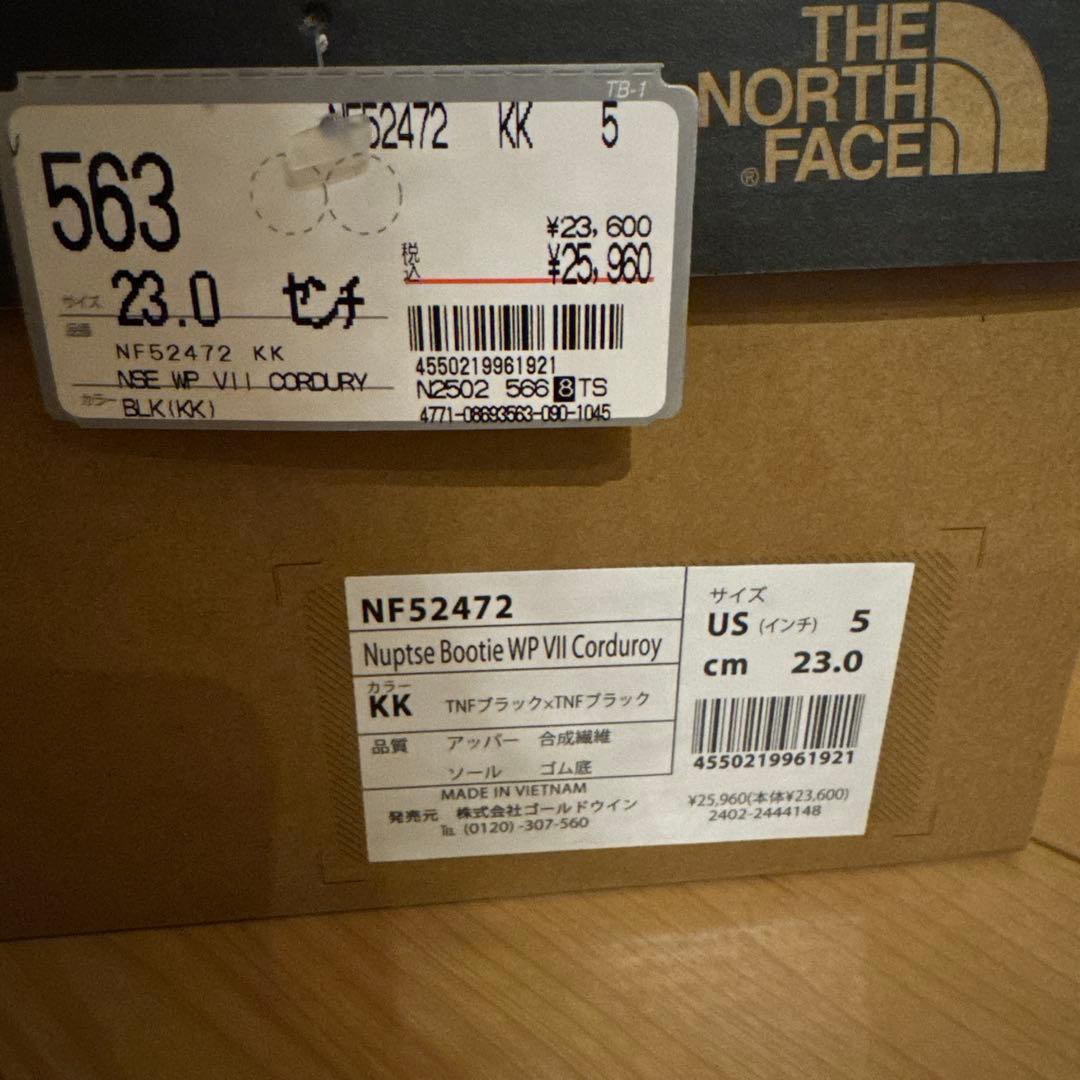 THE
NORTH
FACE
®
TB-1
NF52472 KK 5
563
¥23,600
税込 ¥25,960
サイズ 23.0 センチ
品番
NF52472 KK
NSE WP VII CORDURY
カラー
BLK(KK)
4550219961921
N2502 566 8 TS
4771-08693563-090-1045
NF52472
Nuptse Bootie WP VII Corduroy
カラー
KK TNFブラック×TNFブラック
品質 アッパー 合成繊維
ソール ゴム底
MADE IN VIETNAM
発売元 株式会社ゴールドウイン
℡ (0120)-307-560
サイズ
US (インチ) 5
cm 23.0
4550219961921
¥25,960(本体¥23,600)
2402-2444148